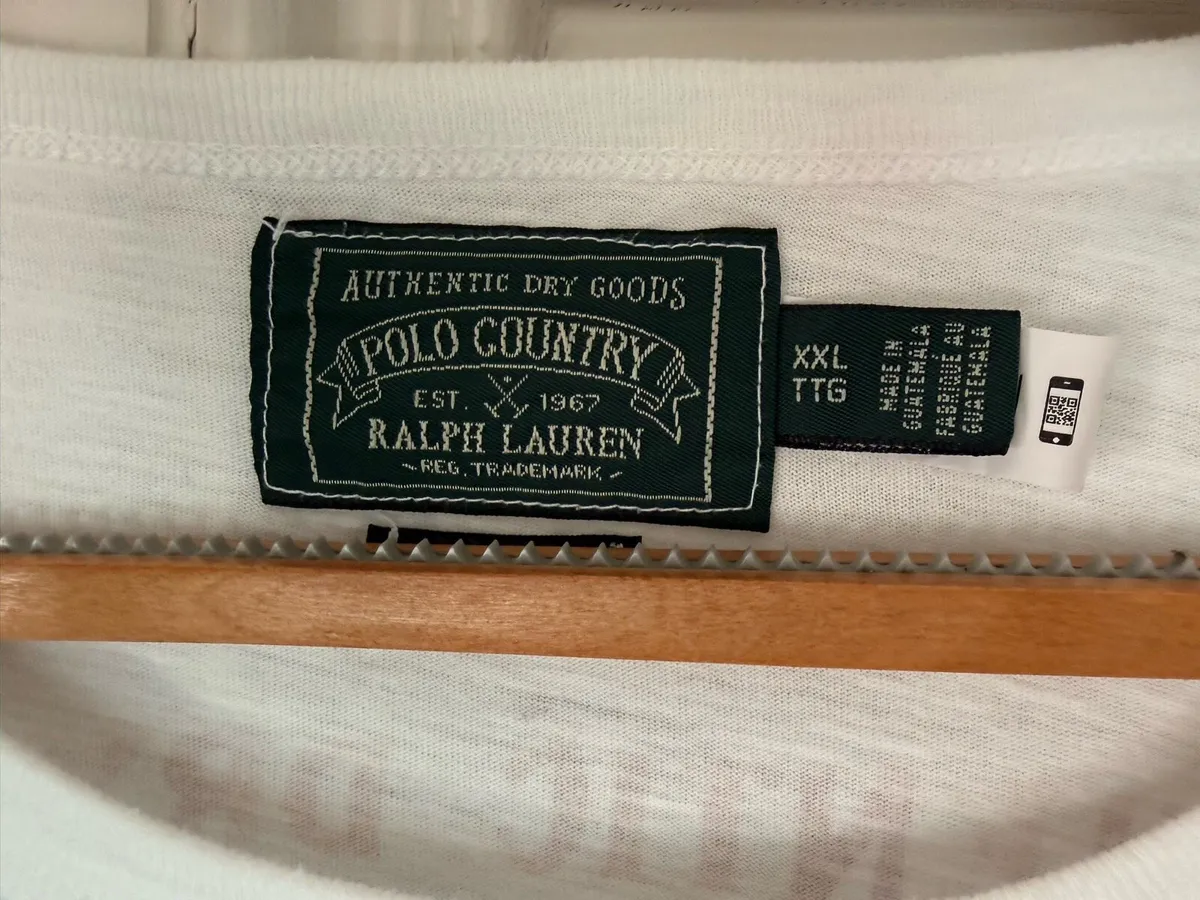 AUTHENTIC DRY GOODS
POLO COUNTRY
EST. 1967
RALPH LAUREN
REG. TRADEMARK
XXL
TTG
MADE IN
GUATEMALA
FABRIQUE AU
GUATEMALA